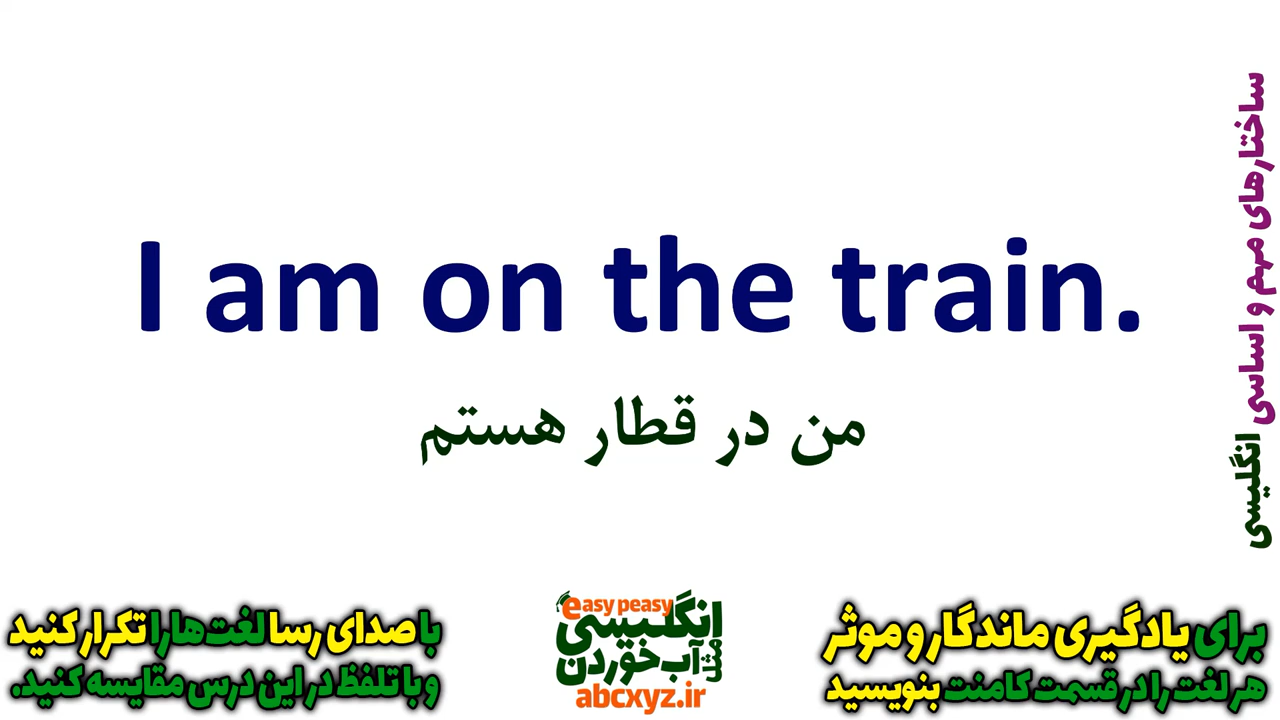 I am on the train.
من در قطار هستم
ساختارهای مهم و اساسی انگلیسی
برای یادگیری ماندگار و موثر
هر لغت را در قسمت کامنت بنویسید
easy peasy
انگلیسی
مثل آب خوردن
abcxyz.ir
با صدای رسا لغت‌ها را تکرار کنید
و با تلفظ در این درس مقایسه کنید.